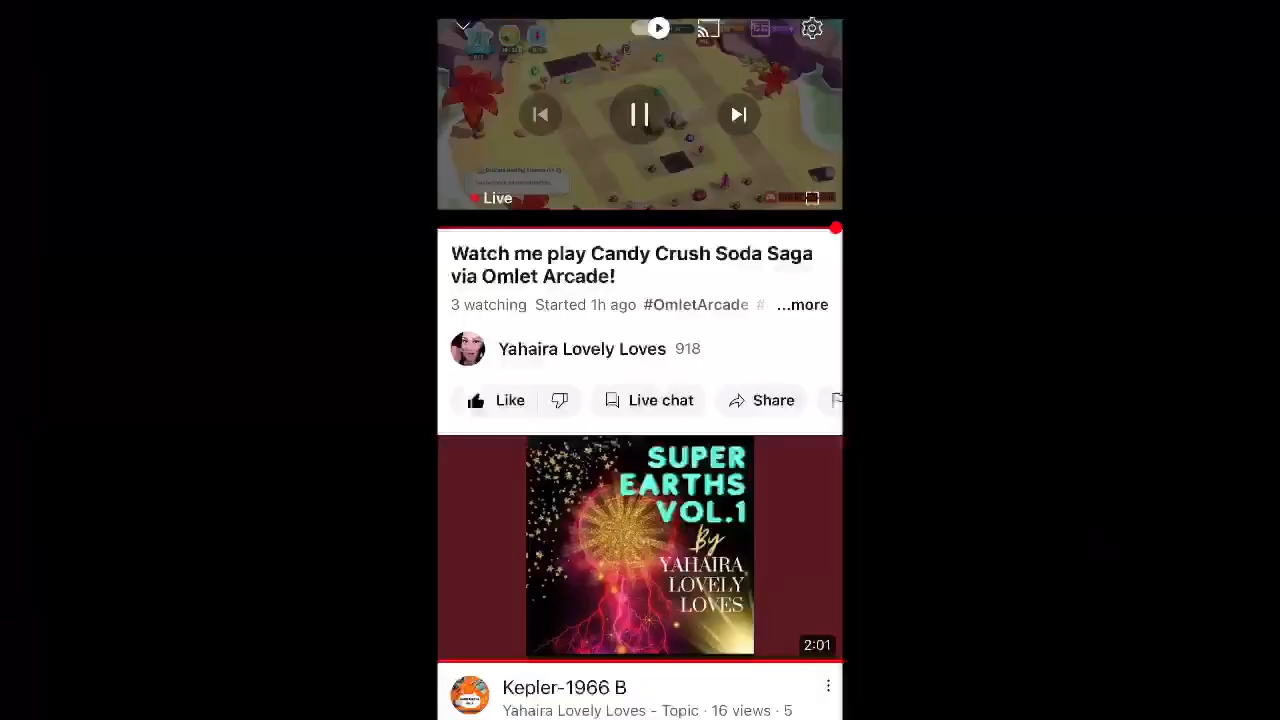 Live
Watch me play Candy Crush Soda Saga
via Omlet Arcade!
3 watching Started 1h ago #OmletArcade # ...more
Yahaira Lovely Loves 918
Like Live chat Share
SUPER
EARTHS
VOL.1
By
YAHAIRA
LOVELY
LOVES
2:01
Kepler-1966 B
Yahaira Lovely Loves - Topic · 16 views · 5